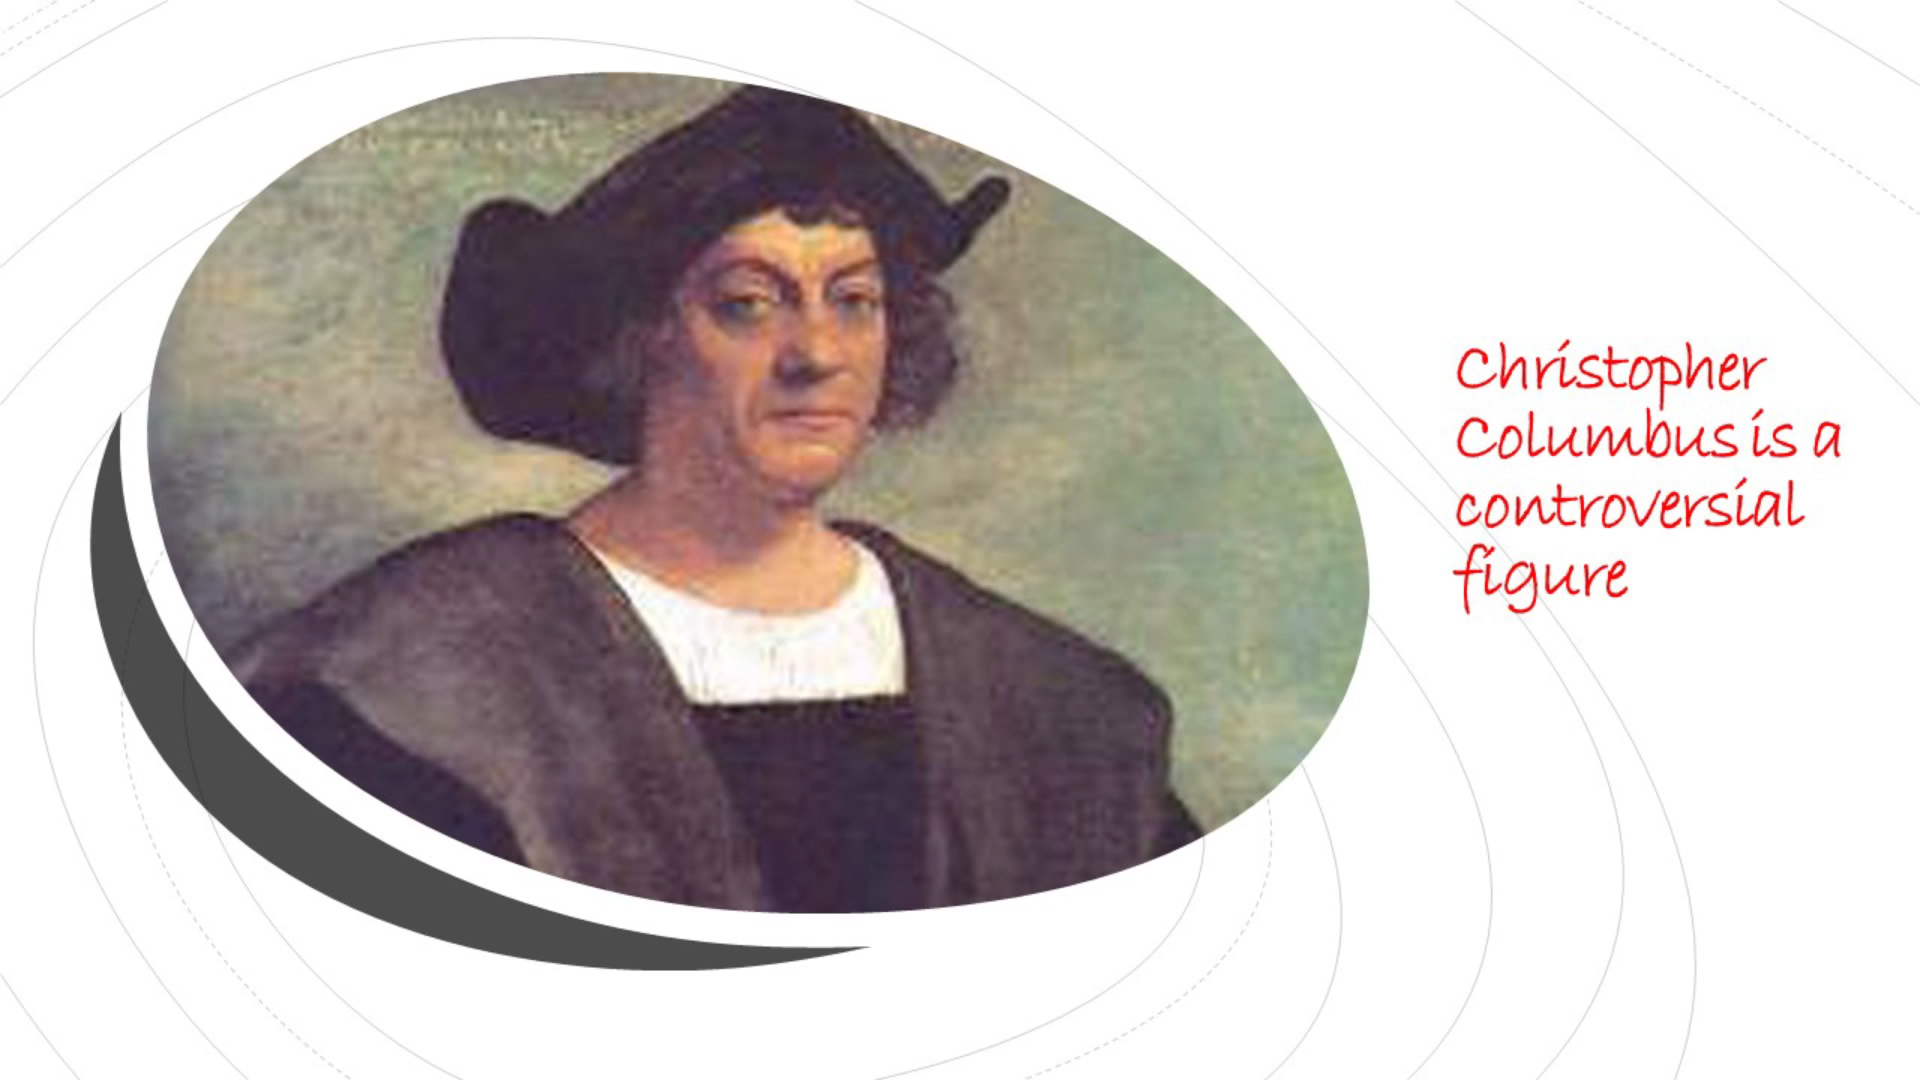 Christopher
Columbus is a
controversial
figure